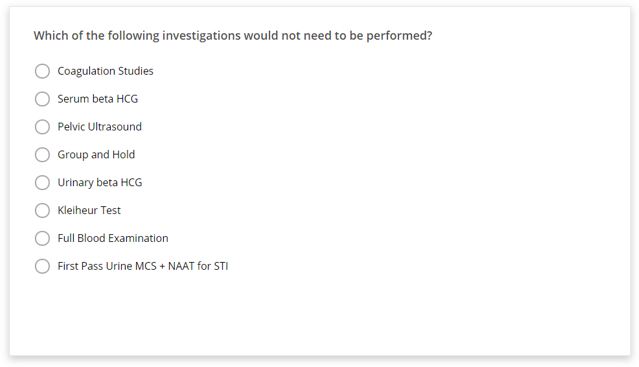 Which of the following investigations would not need to be performed?
Coagulation Studies
Serum beta HCG
Pelvic Ultrasound
Group and Hold
Urinary beta HCG
Kleiheur Test
Full Blood Examination
First Pass Urine MCS + NAAT for STI